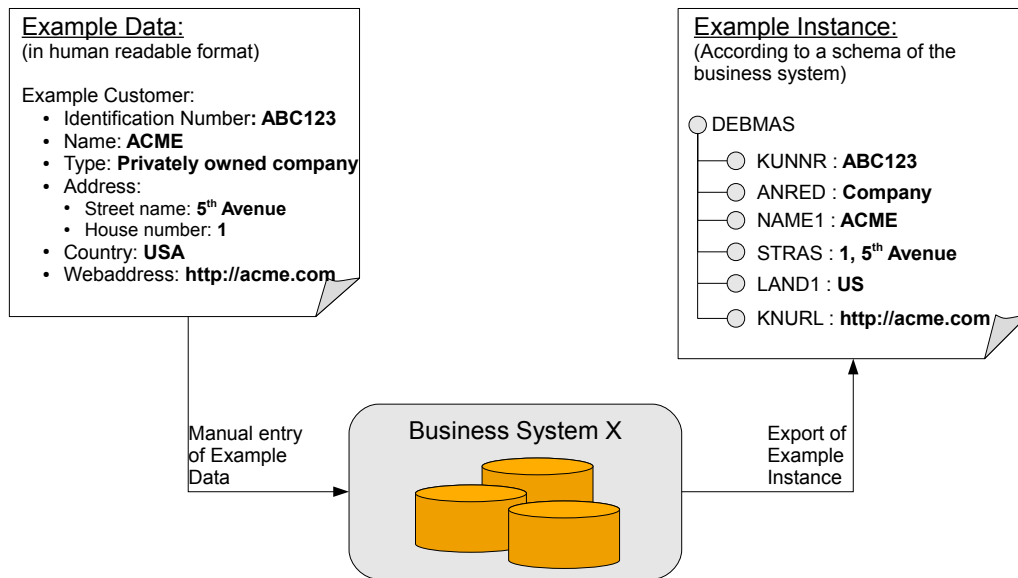 Example Data:
(in human readable format)
Example Customer:
• Identification Number: ABC123
• Name: ACME
• Type: Privately owned company
• Address:
• Street name: 5th Avenue
• House number: 1
• Country: USA
• Webaddress: http://acme.com
Example Instance:
(According to a schema of the
business system)
DEBMAS
KUNNR : ABC123
ANRED : Company
NAME1 : ACME
STRAS : 1, 5th Avenue
LAND1 : US
KNURL : http://acme.com
Manual entry
of Example
Data
Business System X
Export of
Example
Instance